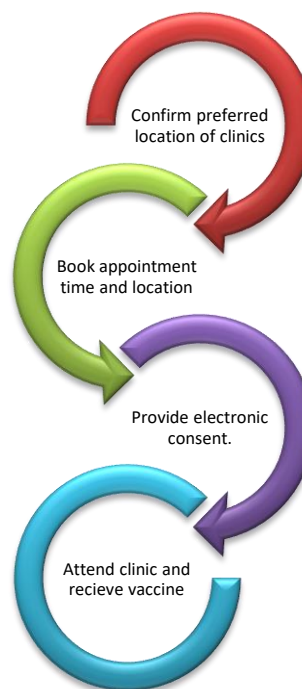 Confirm preferred
location of clinics
Book appointment
time and location
Provide electronic
consent.
Attend clinic and
recieve vaccine